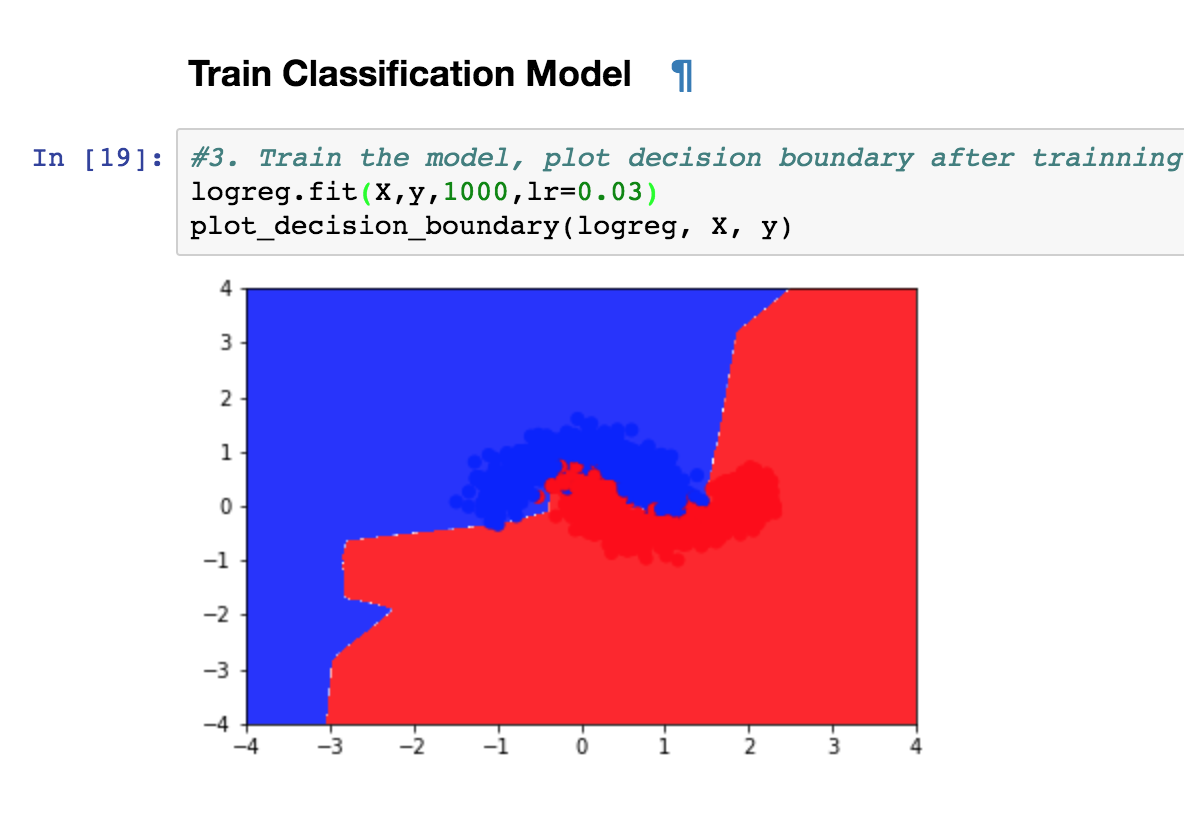 Train Classification Model ¶
In [19]:
#3. Train the model, plot decision boundary after trainning
logreg.fit(X,y,1000,lr=0.03)
plot_decision_boundary(logreg, X, y)
4
3
2
1
0
−1
−2
−3
−4
−4 −3 −2 −1 0 1 2 3 4